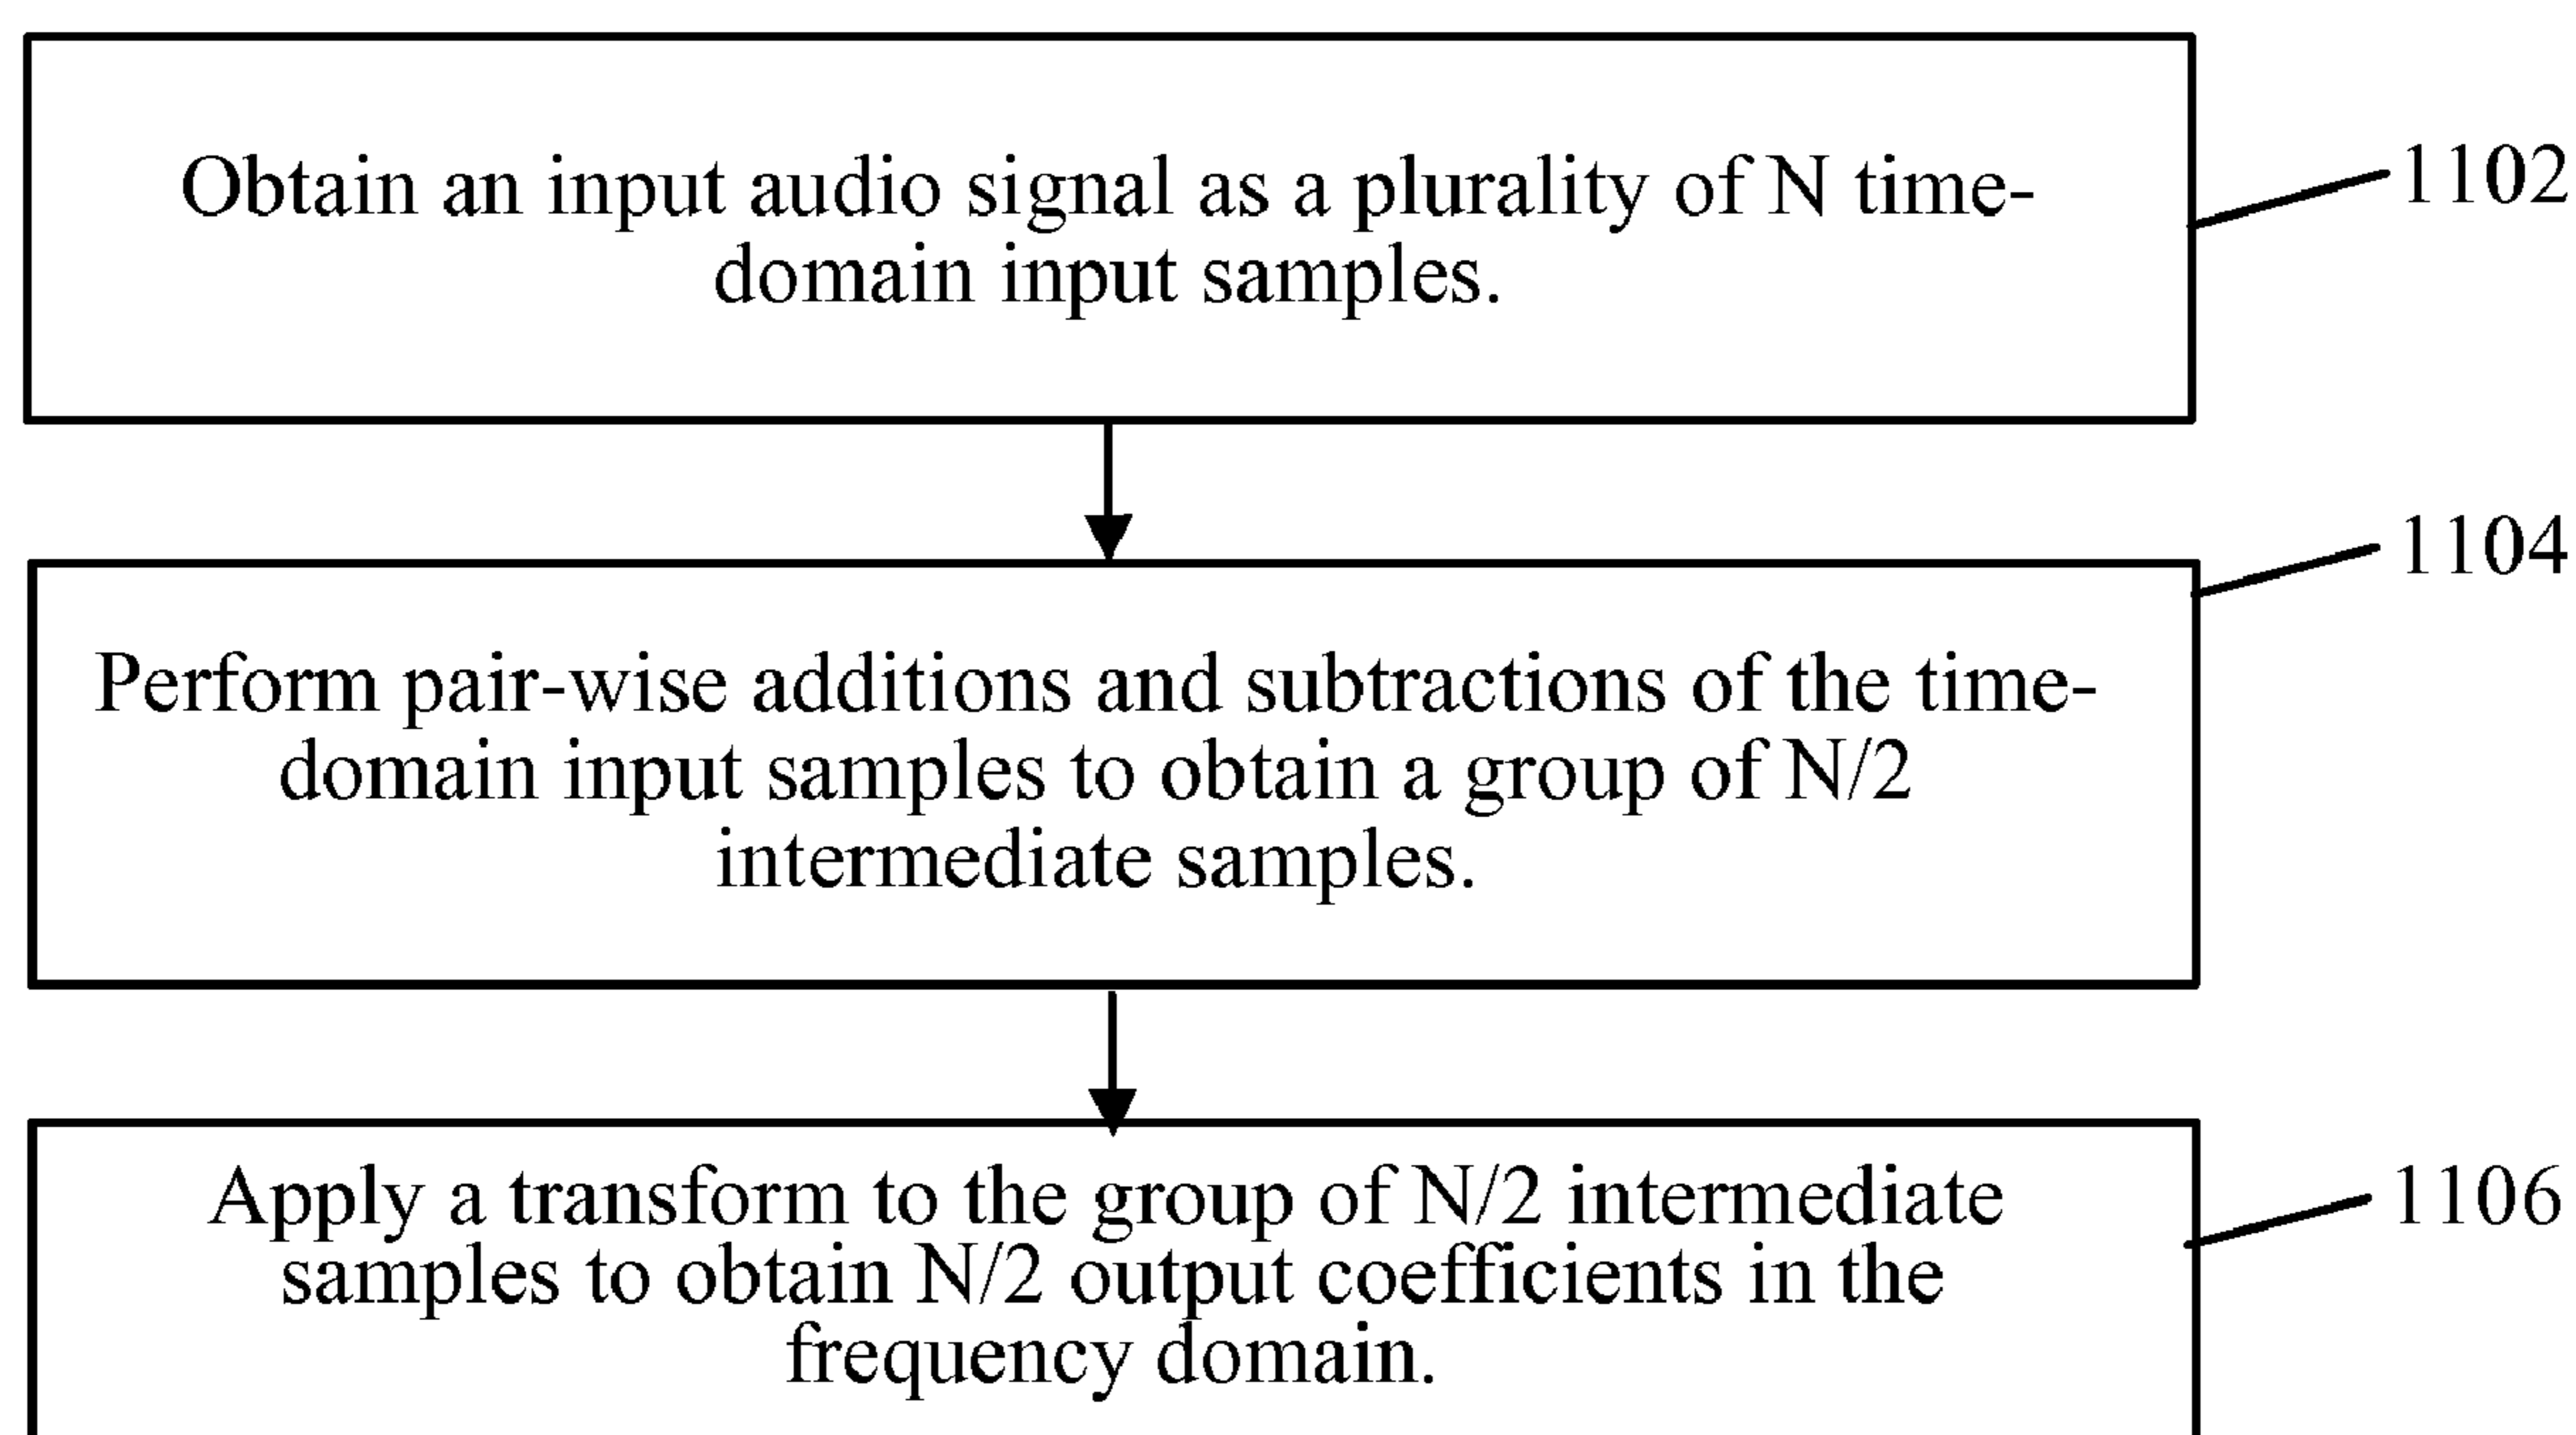 Obtain an input audio signal as a plurality of N time-
domain input samples.
1102
Perform pair-wise additions and subtractions of the time-
domain input samples to obtain a group of N/2
intermediate samples.
1104
Apply a transform to the group of N/2 intermediate
samples to obtain N/2 output coefficients in the
frequency domain.
1106